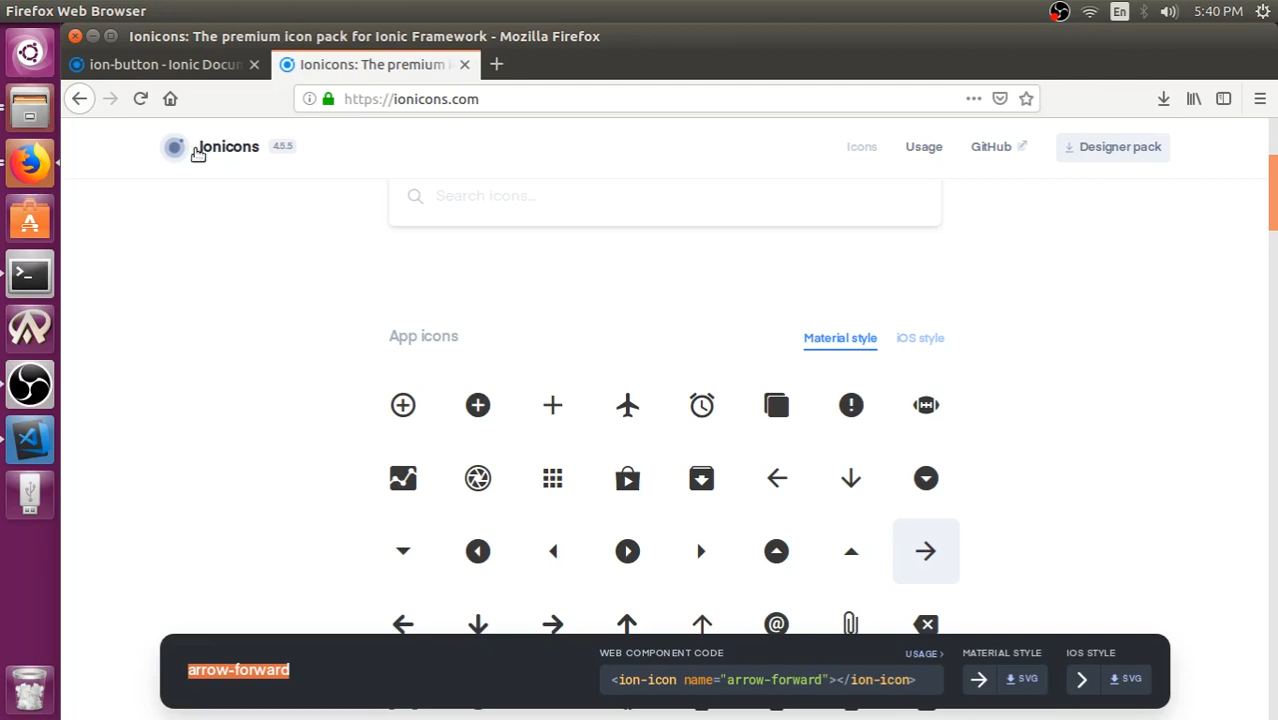 Firefox Web Browser
En
5:40 PM
Ionicons: The premium icon pack for Ionic Framework - Mozilla Firefox
ion-button - Ionic Docun
Ionicons: The premium i
https://ionicons.com
Ionicons
4.5.5
Icons
Usage
GitHub
Designer pack
Search icons...
App icons
Material style
iOS style
arrow-forward
WEB COMPONENT CODE
USAGE
<ion-icon name="arrow-forward"></ion-icon>
MATERIAL STYLE
SVG
IOS STYLE
SVG